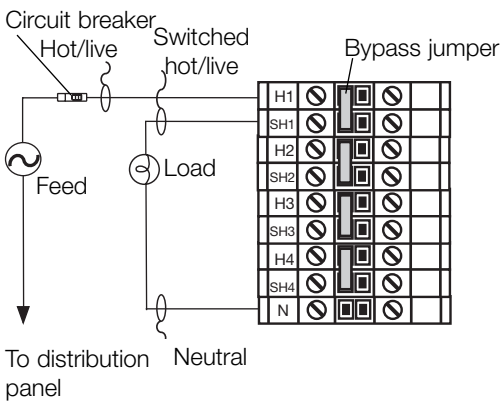 Circuit breaker
Hot/live
Switched
hot/live
Bypass jumper
H1
SH1
H2
SH2
H3
SH3
H4
SH4
N
Feed
Load
To distribution
panel
Neutral